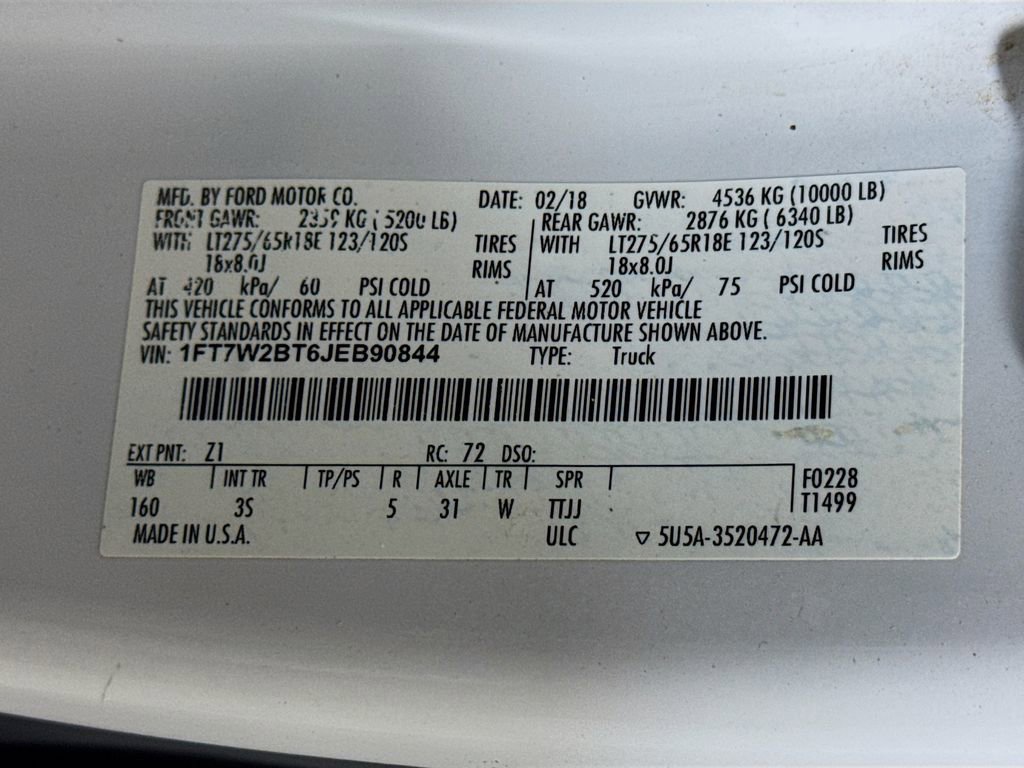 MFD. BY FORD MOTOR CO. DATE: 02/18 GVWR: 4536 KG (10000 LB)
FRONT GAWR: 2359 KG ( 5200 LB) REAR GAWR: 2876 KG ( 6340 LB)
WITH LT275/65R18E 123/120S TIRES WITH LT275/65R18E 123/120S TIRES
18x8.0J RIMS 18x8.0J RIMS
AT 420 kPa/ 60 PSI COLD AT 520 kPa/ 75 PSI COLD
THIS VEHICLE CONFORMS TO ALL APPLICABLE FEDERAL MOTOR VEHICLE
SAFETY STANDARDS IN EFFECT ON THE DATE OF MANUFACTURE SHOWN ABOVE.
VIN: 1FT7W2BT6JEB90844 TYPE: Truck
EXT PNT: Z1 RC: 72 DSO:
WB INT TR TP/PS R AXLE TR SPR F0228
160 3S 5 31 W TTJJ T1499
MADE IN U.S.A. ULC ▽ 5U5A-3520472-AA